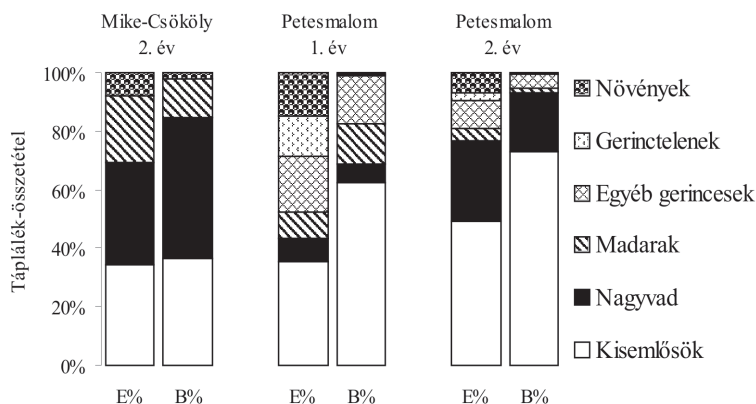 Mike-Csököly
2. év
Petesmalom
1. év
Petesmalom
2. év
Táplálék-összetétel
100%
80%
60%
40%
20%
0%
E% B% E% B% E% B%
Növények
Gerinctelenek
Egyéb gerincesek
Madarak
Nagyvad
Kisemlősök